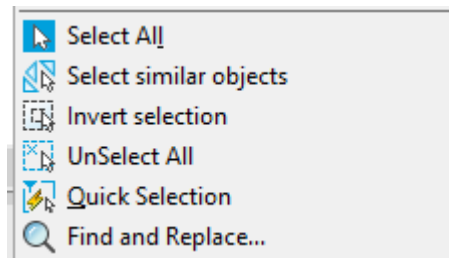 Select All
Select similar objects
Invert selection
UnSelect All
Quick Selection
Find and Replace...